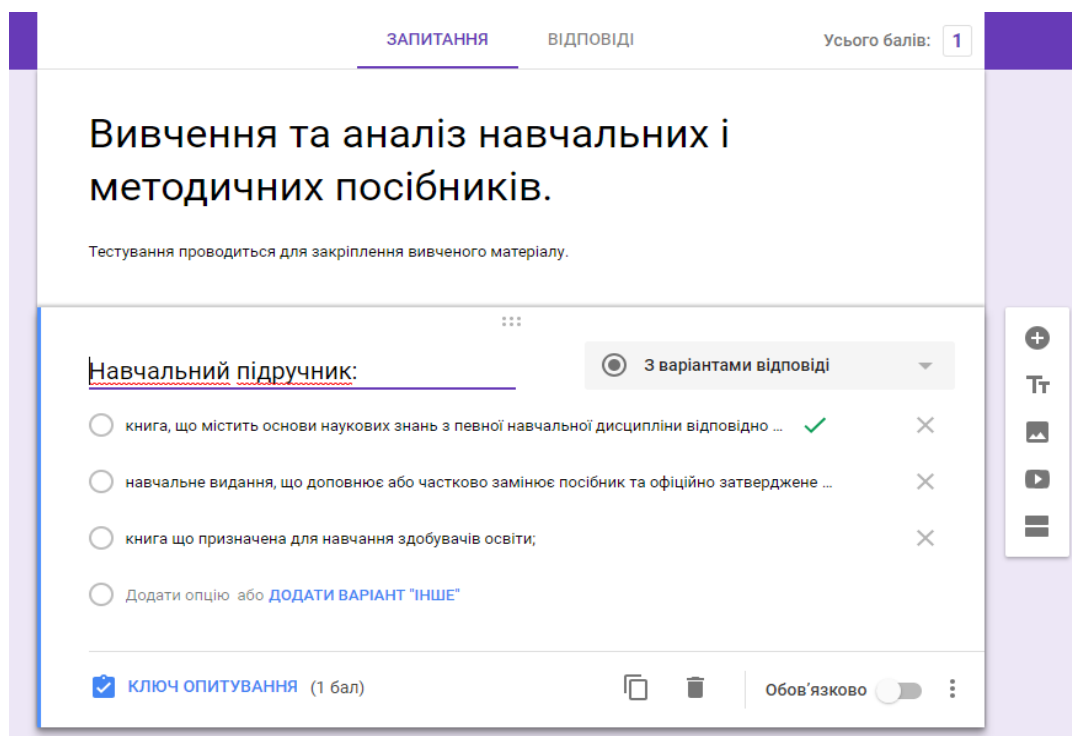 ЗАПИТАННЯ ВІДПОВІДІ Усього балів: 1
Вивчення та аналіз навчальних і
методичних посібників.
Тестування проводиться для закріплення вивченого матеріалу.
Навчальний підручник: З варіантами відповіді
книга, що містить основи наукових знань з певної навчальної дисципліни відповідно ...
навчальне видання, що доповнює або частково замінює посібник та офіційно затверджене ...
книга що призначена для навчання здобувачів освіти;
Додати опцію або ДОДАТИ ВАРІАНТ "ІНШЕ"
КЛЮЧ ОПИТУВАННЯ (1 бал) Обов'язково
Тт